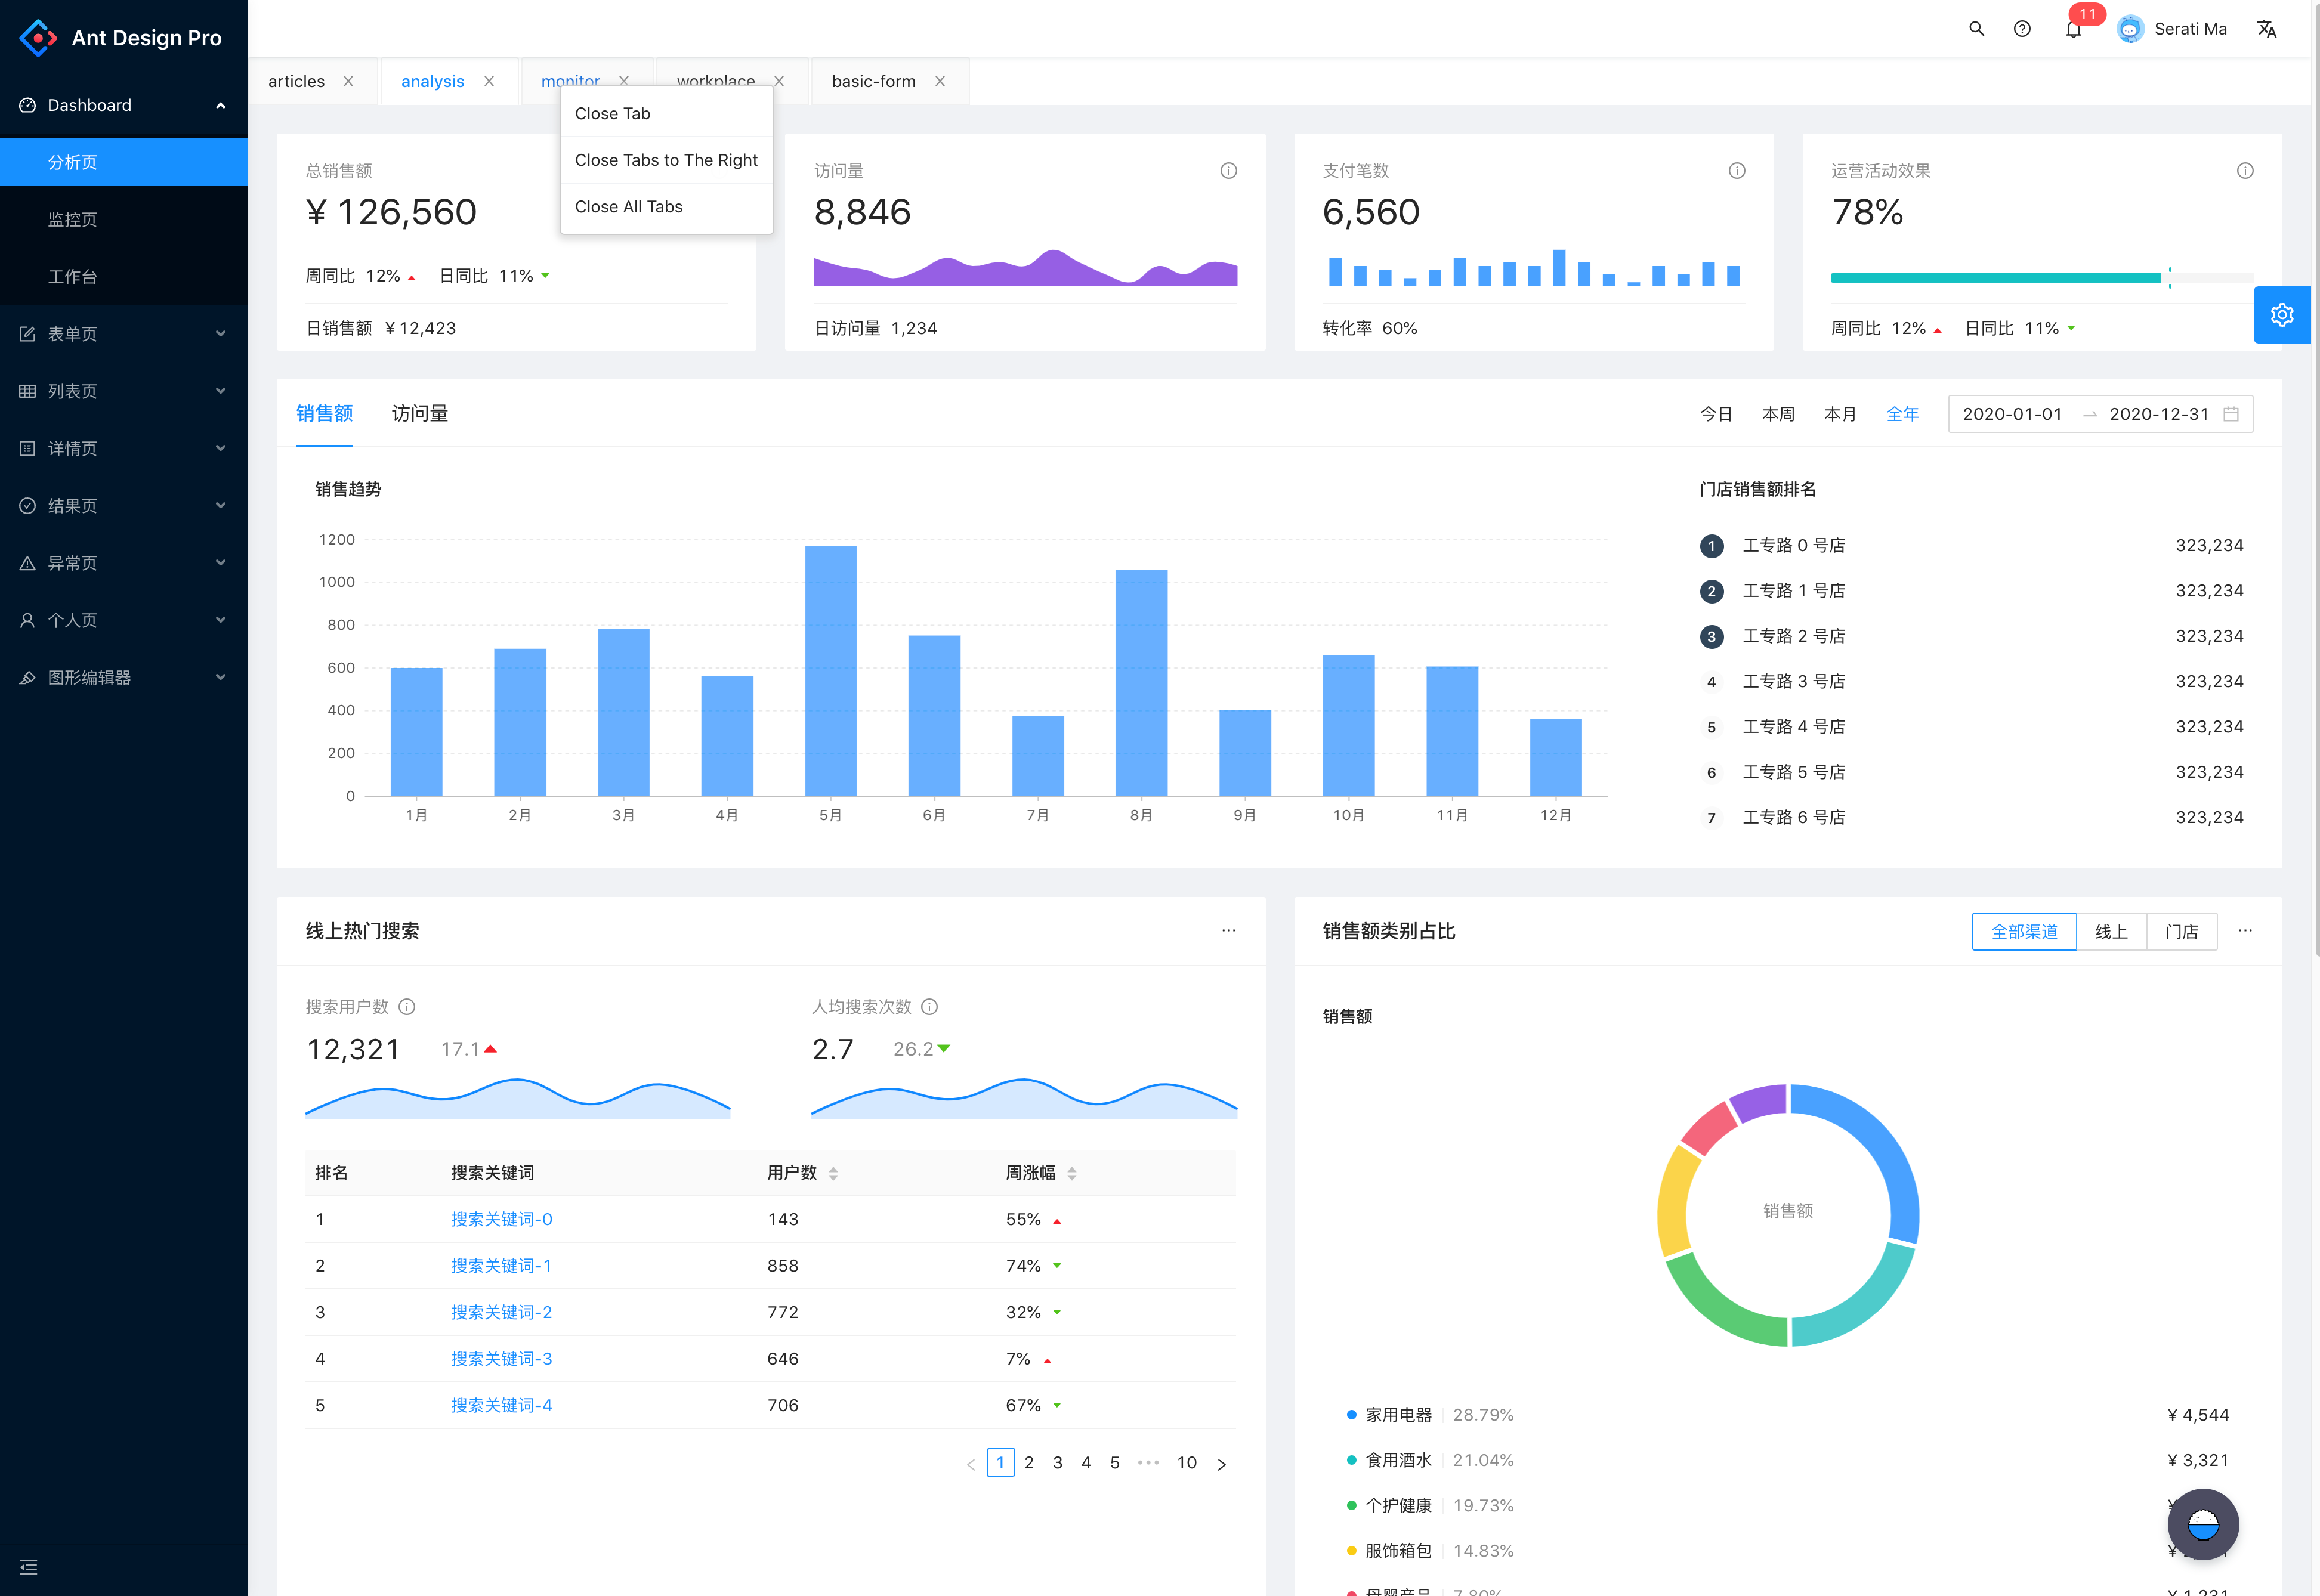 Ant Design Pro
11
Serati Ma
articles
analysis
monitor
workplace
basic-form
Close Tab
Close Tabs to The Right
Close All Tabs
Dashboard
分析页
监控页
工作台
表单页
列表页
详情页
结果页
异常页
个人页
图形编辑器
总销售额
¥ 126,560
周同比 12% 日同比 11%
日销售额 ¥ 12,423
访问量
8,846
日访问量 1,234
支付笔数
6,560
转化率 60%
运营活动效果
78%
周同比 12% 日同比 11%
销售额 访问量
今日 本周 本月 全年 2020-01-01 2020-12-31
销售趋势
1200
1000
800
600
400
200
0
1月 2月 3月 4月 5月 6月 7月 8月 9月 10月 11月 12月
门店销售额排名
1 工专路 0 号店 323,234
2 工专路 1 号店 323,234
3 工专路 2 号店 323,234
4 工专路 3 号店 323,234
5 工专路 4 号店 323,234
6 工专路 5 号店 323,234
7 工专路 6 号店 323,234
线上热门搜索 ···
搜索用户数
12,321 17.1
人均搜索次数
2.7 26.2
排名 搜索关键词 用户数 周涨幅
1 搜索关键词-0 143 55%
2 搜索关键词-1 858 74%
3 搜索关键词-2 772 32%
4 搜索关键词-3 646 7%
5 搜索关键词-4 706 67%
1 2 3 4 5 ••• 10
销售额类别占比
全部渠道 线上 门店 ···
销售额
销售额
家用电器 28.79% ¥ 4,544
食用酒水 21.04% ¥ 3,321
个护健康 19.73% ¥
服饰箱包 14.83% ¥
母婴产品 7.80% ¥ 1,231